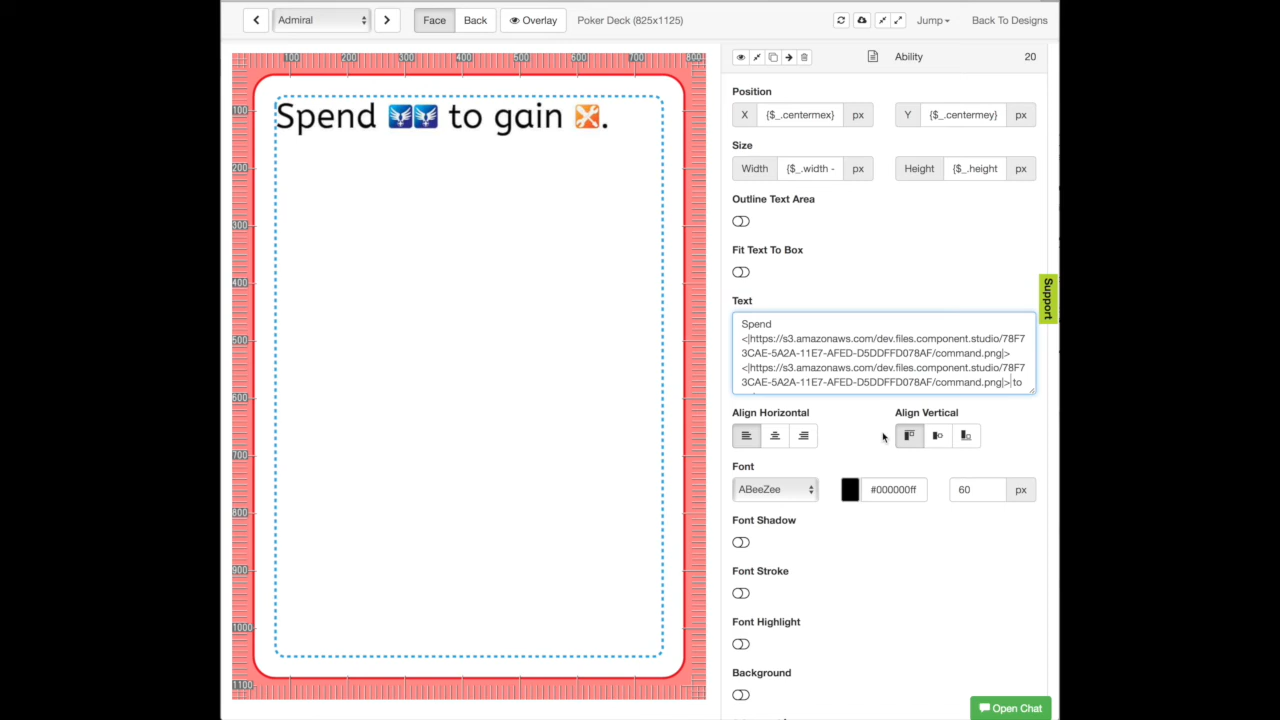 Admiral
Face Back Overlay Poker Deck (825x1125) Jump Back To Designs
100 200 300 400 500 600 700 800
100
200
300
400
500
600
700
800
900
1000
1100
Spend to gain .
Ability 20
Position
X {$_.centermex} px Y {$_.centermey} px
Size
Width {$_.width - px Height {$_.height px
Outline Text Area
Fit Text To Box
Support
Text
Spend
<|https://s3.amazonaws.com/dev.files.component.studio/78F7
3CAE-5A2A-11E7-AFED-D5DDFFD078AF/command.png|>
<|https://s3.amazonaws.com/dev.files.component.studio/78F7
3CAE-5A2A-11E7-AFED-D5DDFFD078AF/command.png|> to
Align Horizontal Align Vertical
Font
ABeeZee #000000ff 60 px
Font Shadow
Font Stroke
Font Highlight
Background
Open Chat